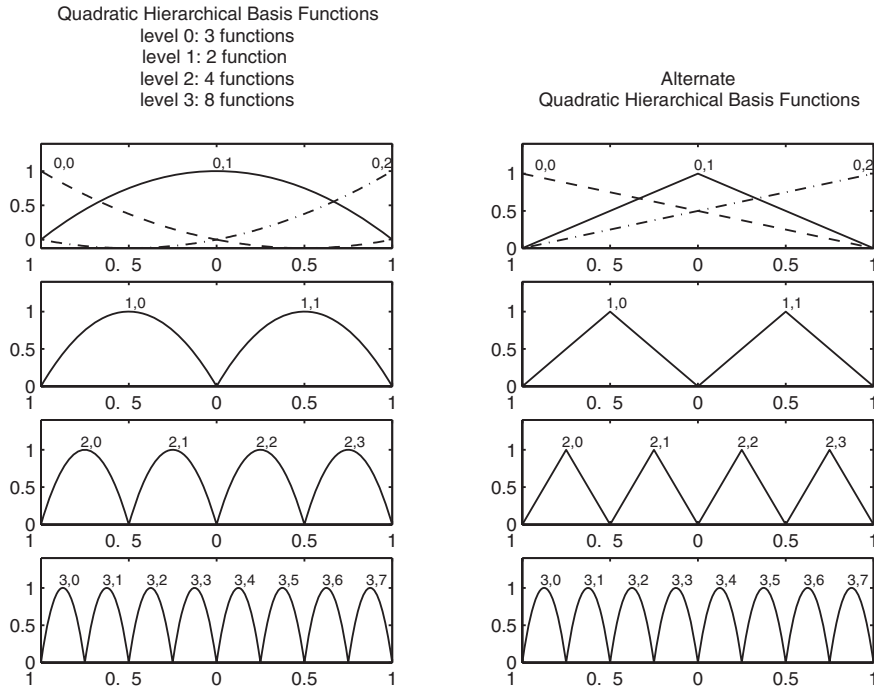 Quadratic Hierarchical Basis Functions
level 0: 3 functions
level 1: 2 function
level 2: 4 functions
level 3: 8 functions
Alternate
Quadratic Hierarchical Basis Functions
0,0 0,1 0,2
1
0.5
0
1 0. 5 0 0.5 1
0,0 0,1 0,2
1
0.5
0
1 0. 5 0 0.5 1
1,0 1,1
1
0.5
0
1 0. 5 0 0.5 1
1,0 1,1
1
0.5
0
1 0. 5 0 0.5 1
2,0 2,1 2,2 2,3
1
0.5
0
1 0. 5 0 0.5 1
2,0 2,1 2,2 2,3
1
0.5
0
1 0. 5 0 0.5 1
3,0 3,1 3,2 3,3 3,4 3,5 3,6 3,7
1
0.5
0
1 0. 5 0 0.5 1
3,0 3,1 3,2 3,3 3,4 3,5 3,6 3,7
1
0.5
0
1 0. 5 0 0.5 1